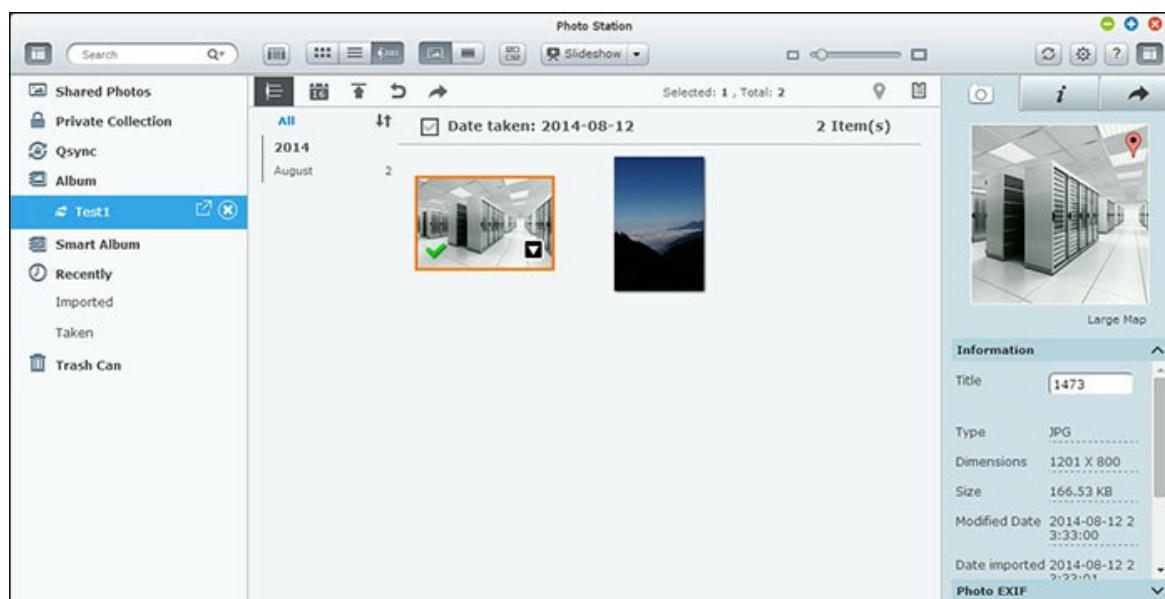 Photo Station
Search
Slideshow
Shared Photos
Private Collection
Qsync
Album
Test1
Smart Album
Recently
Imported
Taken
Trash Can
Selected: 1 , Total: 2
All
2014
August 2
Date taken: 2014-08-12 2 Item(s)
i
Large Map
Information
Title 1473
Type JPG
Dimensions 1201 X 800
Size 166.53 KB
Modified Date 2014-08-12 2
3:33:00
Date imported 2014-08-12 2
Photo EXIF